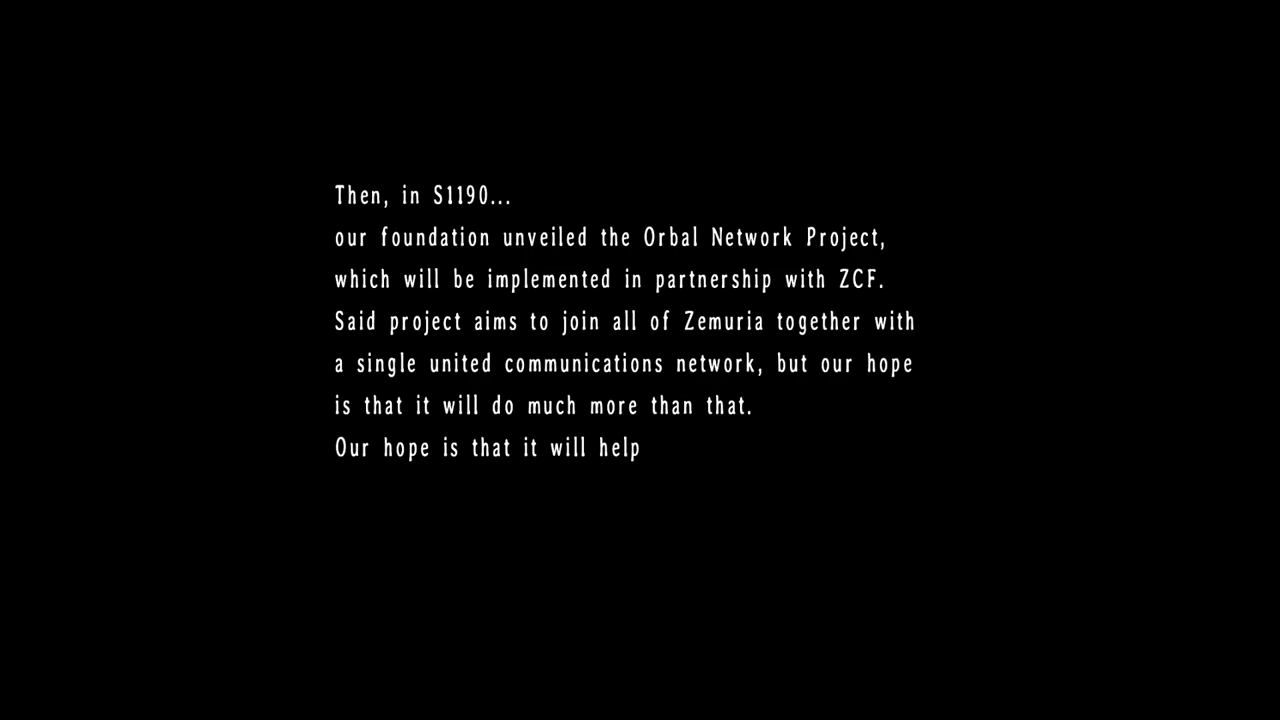 Then, in S1190...
our foundation unveiled the Orbal Network Project,
which will be implemented in partnership with ZCF.
Said project aims to join all of Zemuria together with
a single united communications network, but our hope
is that it will do much more than that.
Our hope is that it will help